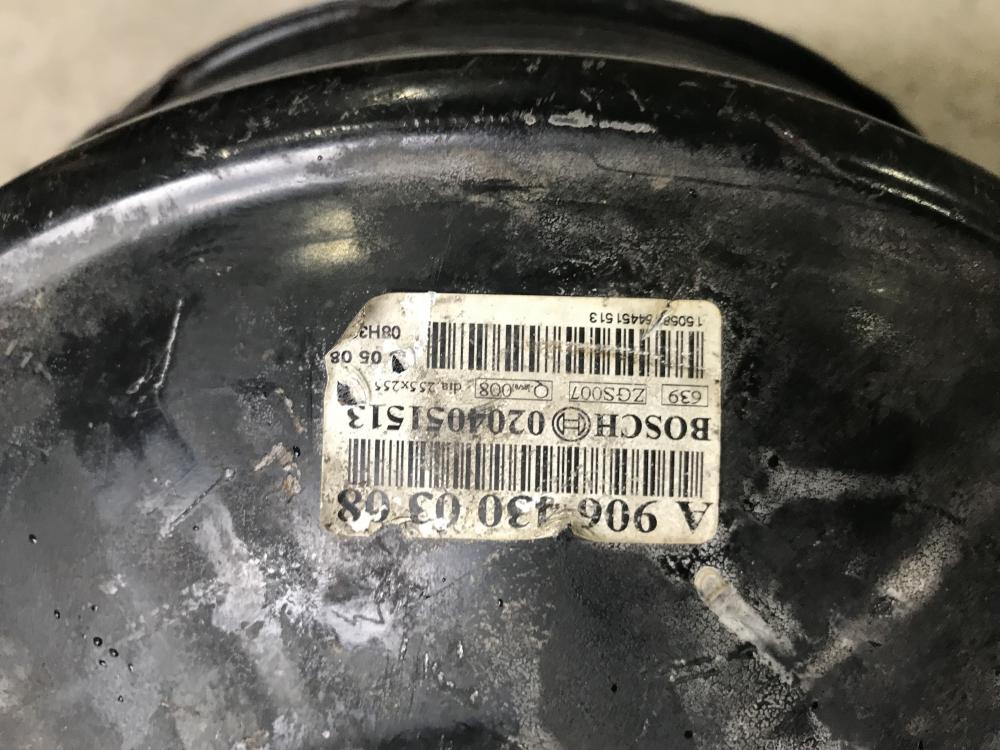 A 906 430 03 68
BOSCH 0204051513
639 ZGS007 Q 008 dia 255x255
05 08
08H3